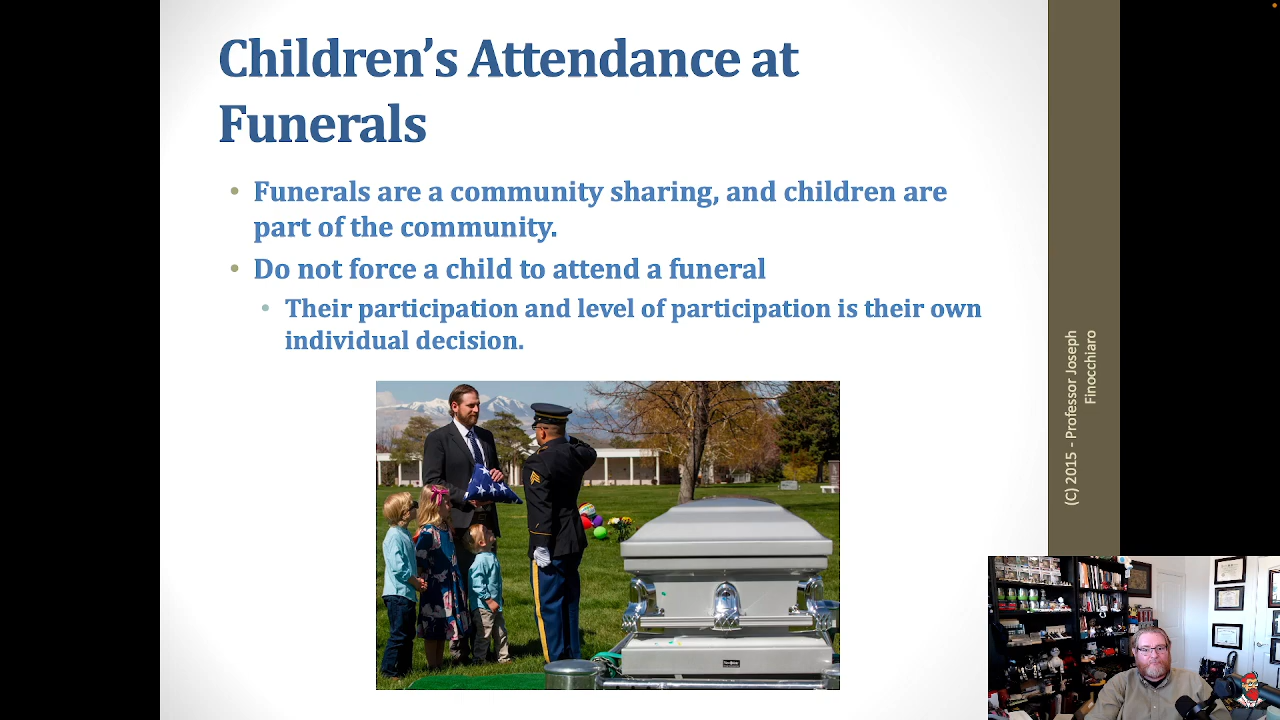 Children's Attendance at
Funerals
• Funerals are a community sharing, and children are
part of the community.
• Do not force a child to attend a funeral
• Their participation and level of participation is their own
individual decision.
(C) 2015 - Professor Joseph
Finocchiaro